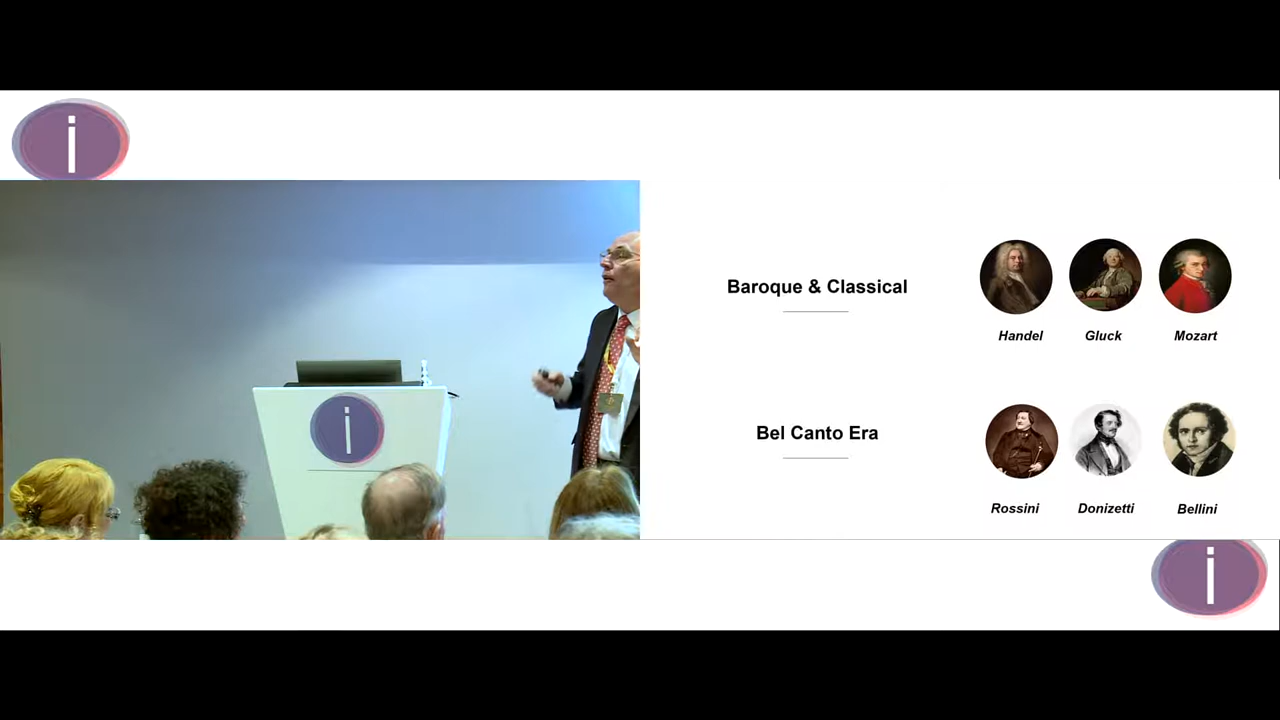 i
i
Baroque & Classical
Handel Gluck Mozart
Bel Canto Era
Rossini Donizetti Bellini
i